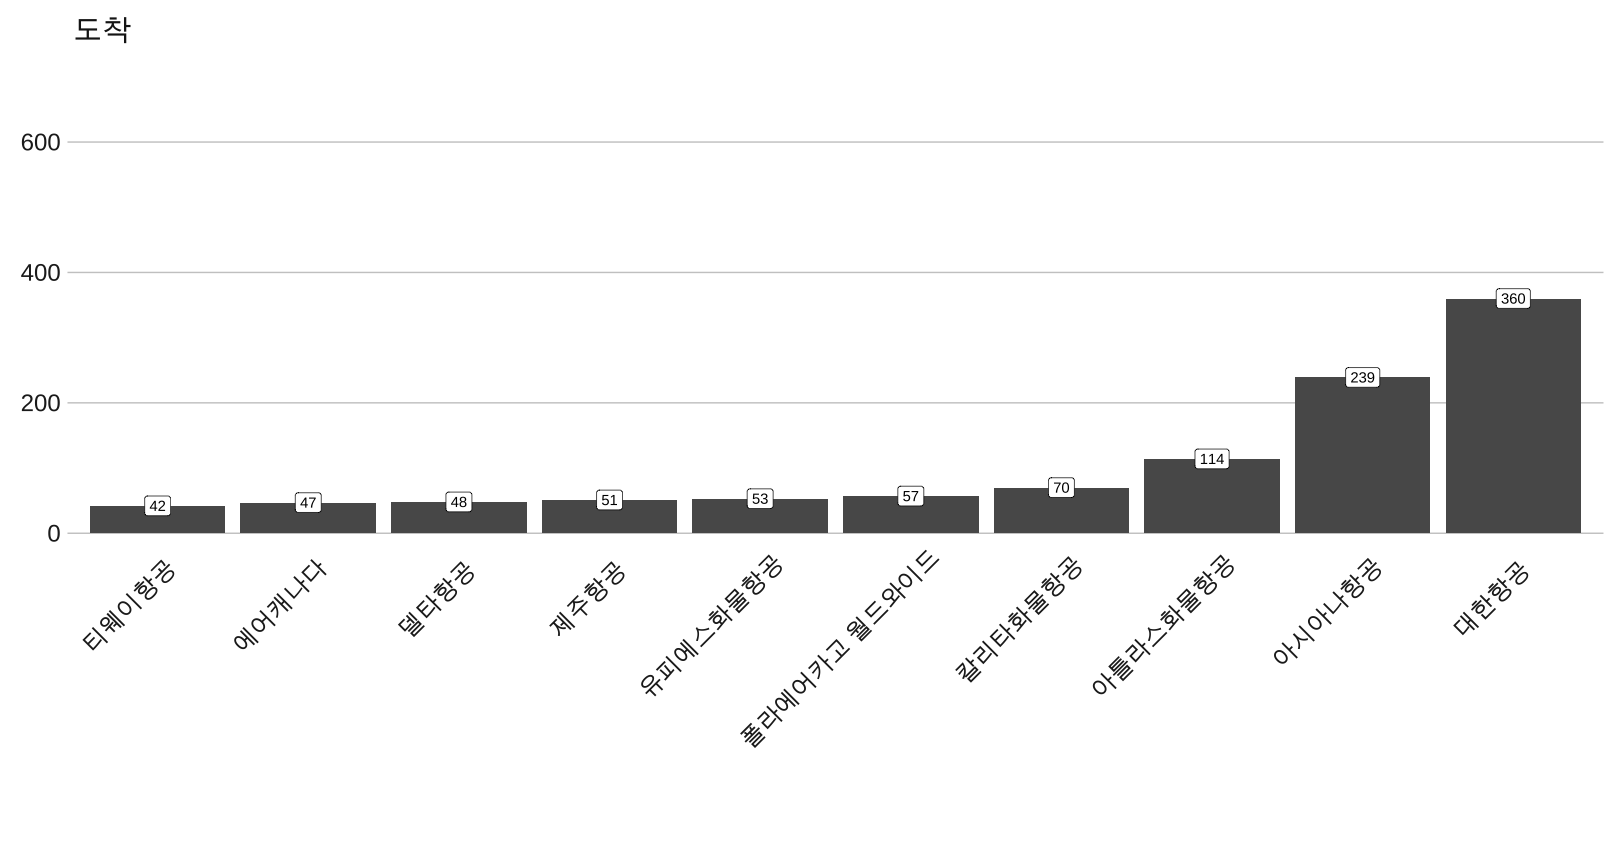 도착
600
400
200
0
42
47
48
51
53
57
70
114
239
360
티웨이항공
에어캐나다
델타항공
제주항공
유피에스화물항공
폴라에어카고 월드와이드
칼리타화물항공
아틀라스화물항공
아시아나항공
대한항공